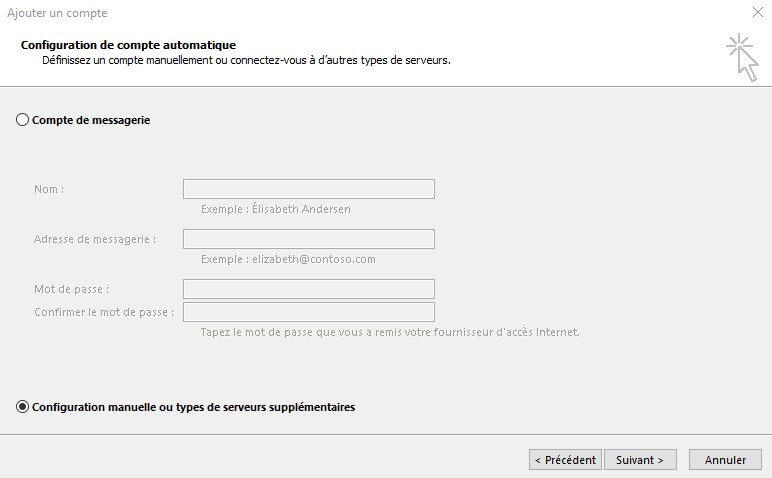 Ajouter un compte
Configuration de compte automatique
Définissez un compte manuellement ou connectez-vous à d'autres types de serveurs.
Compte de messagerie
Nom :
Exemple : Élisabeth Andersen
Adresse de messagerie :
Exemple : elizabeth@contoso.com
Mot de passe :
Confirmer le mot de passe :
Tapez le mot de passe que vous a remis votre fournisseur d'accès Internet.
Configuration manuelle ou types de serveurs supplémentaires
< Précédent Suivant > Annuler